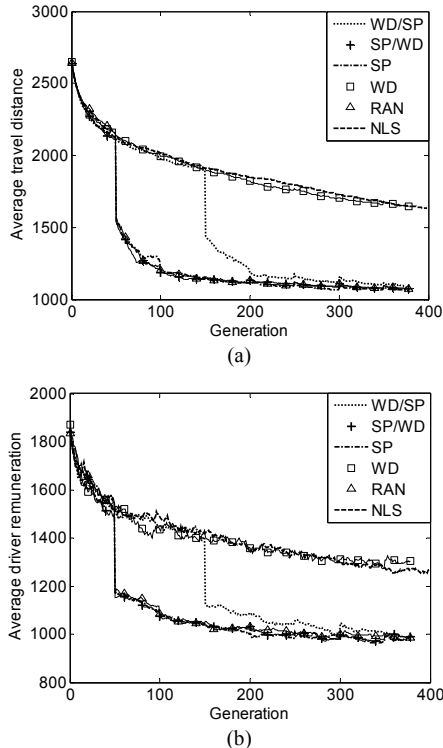 3000
2500
2000
1500
1000
Average travel distance
0 100 200 300 400
Generation
WD/SP
SP/WD
SP
WD
RAN
NLS
(a)
2000
1800
1600
1400
1200
1000
800
Average driver remuneration
0 100 200 300 400
Generation
WD/SP
SP/WD
SP
WD
RAN
NLS
(b)